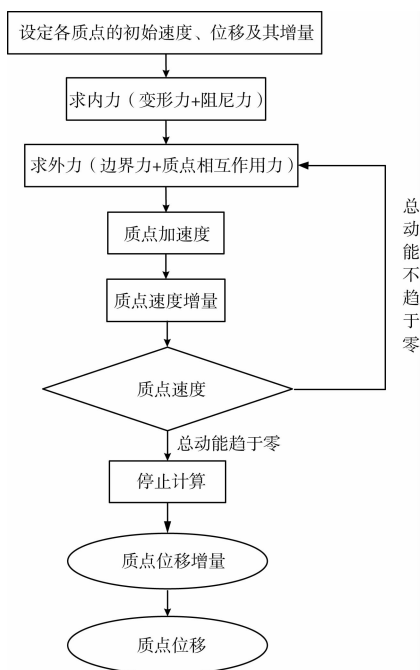 设定各质点的初始速度、位移及其增量
求内力（变形力+阻尼力）
求外力（边界力+质点相互作用力）
质点加速度
质点速度增量
质点速度
总动能不趋于零
总动能趋于零
停止计算
质点位移增量
质点位移